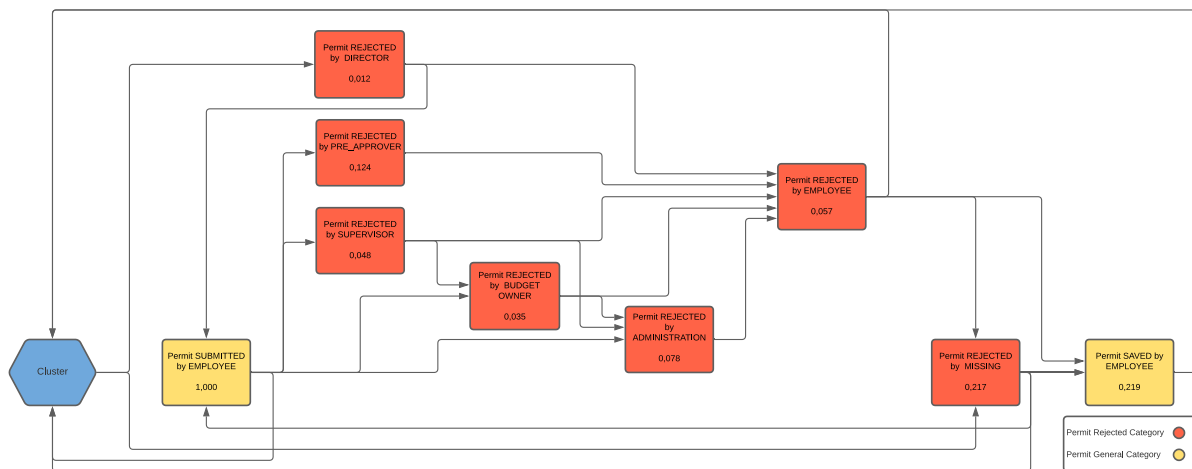 Permit REJECTED
by  DIRECTOR
0,012
Permit REJECTED
by PRE_APPROVER
0,124
Permit REJECTED
by EMPLOYEE
0,057
Permit REJECTED
by SUPERVISOR
0,048
Permit REJECTED
by  BUDGET
OWNER
0,035
Permit REJECTED
by
ADMINISTRATION
0,078
Cluster
Permit SUBMITTED
by EMPLOYEE
1,000
Permit REJECTED
by MISSING
0,217
Permit SAVED by
EMPLOYEE
0,219
Permit Rejected Category
Permit General Category